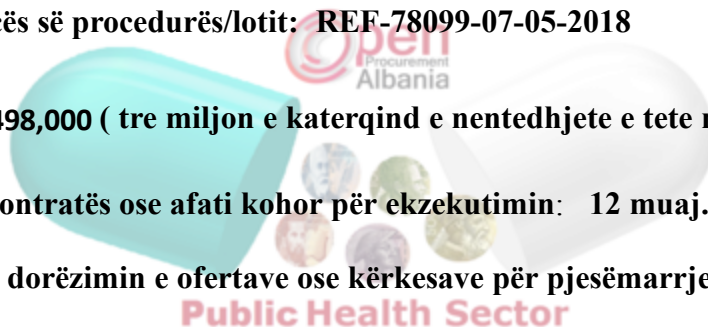 cës së procedurës/lotit: REF-78099-07-05-2018
Open
Procurement
Albania
498,000 ( tre miljon e katerqind e nentedhjete e tete
ontratës ose afati kohor për ekzekutimin: 12 muaj.
dorëzimin e ofertave ose kërkesave për pjesëmarrje
Public Health Sector